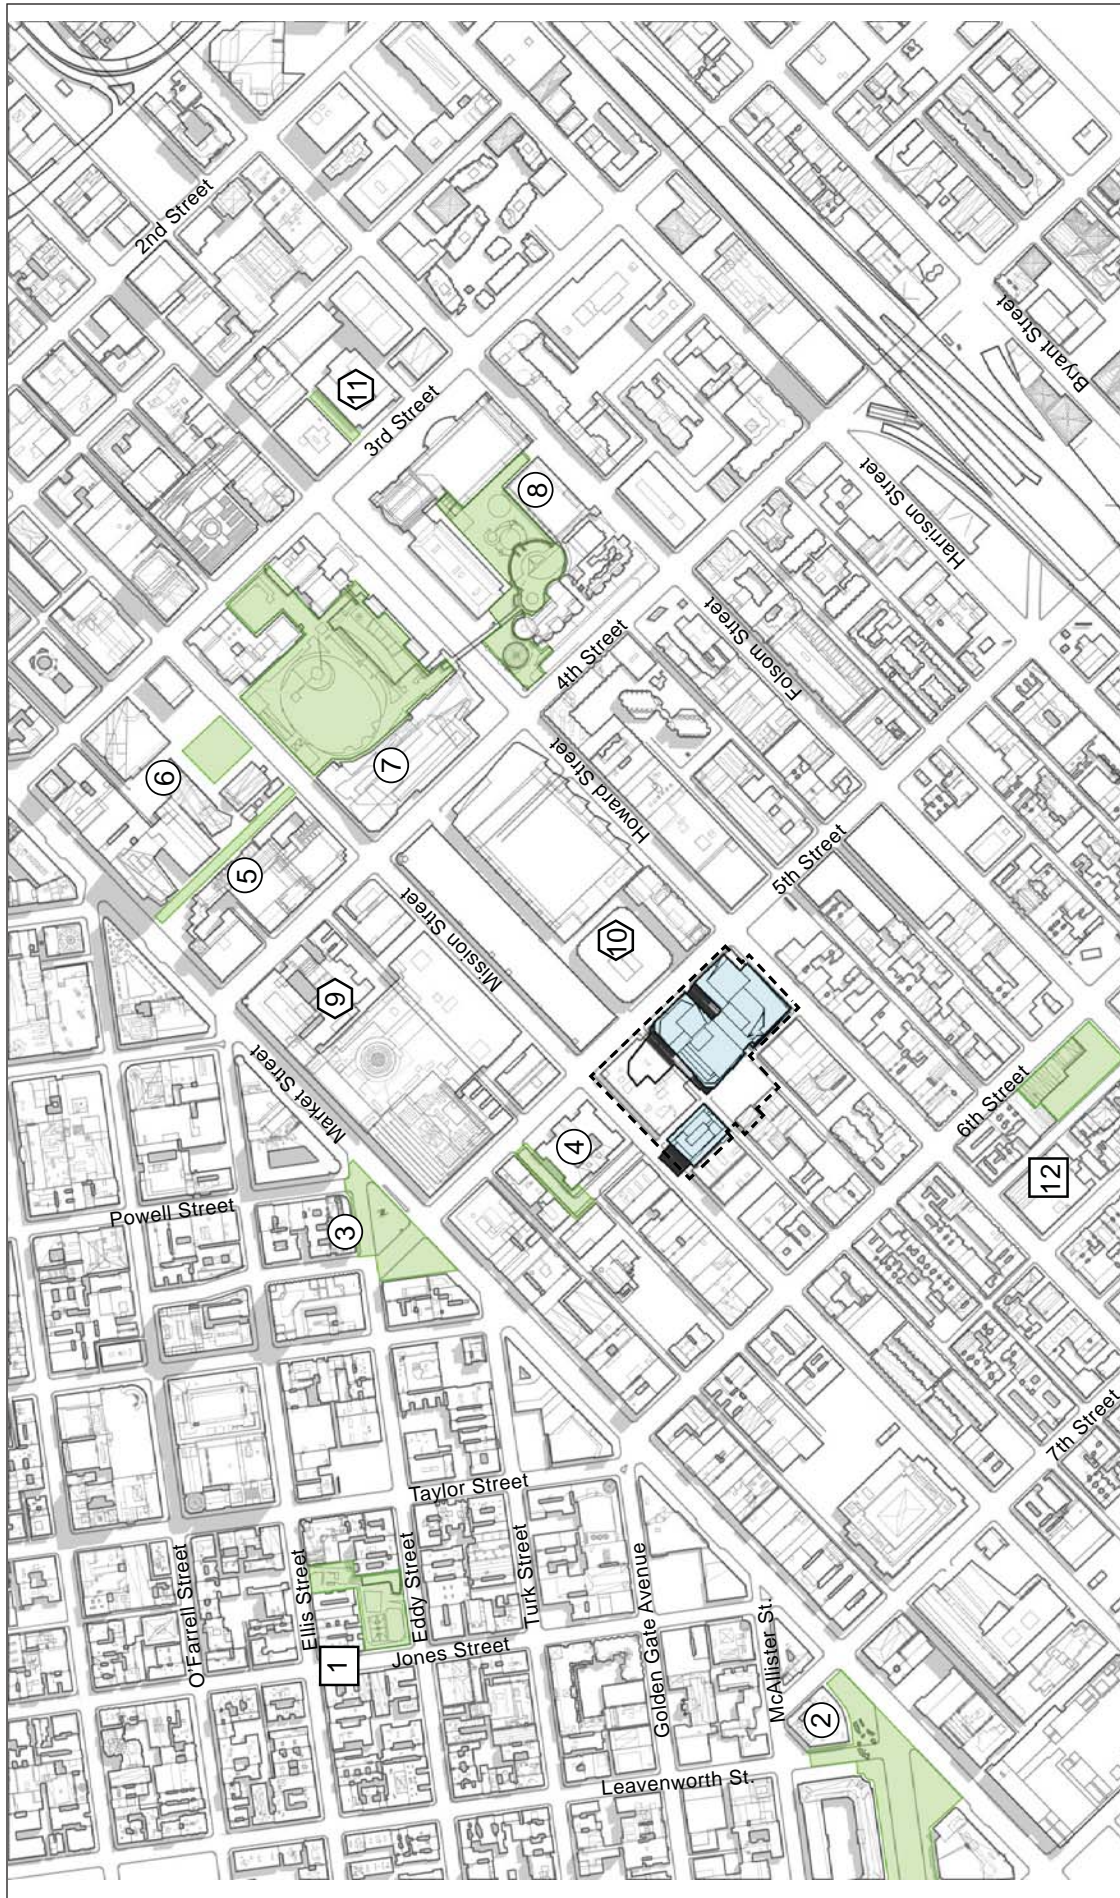 2nd Street
11
3rd Street
8
6
7
4th Street
Folsom Street
Harrison Street
Bryant Street
5
Howard Street
5th Street
Mission Street
9
10
Market Street
Powell Street
3
4
6th Street
12
Taylor Street
7th Street
O'Farrell Street
Ellis Street
Eddy Street
Turk Street
1
Jones Street
Golden Gate Avenue
McAllister St.
2
Leavenworth St.